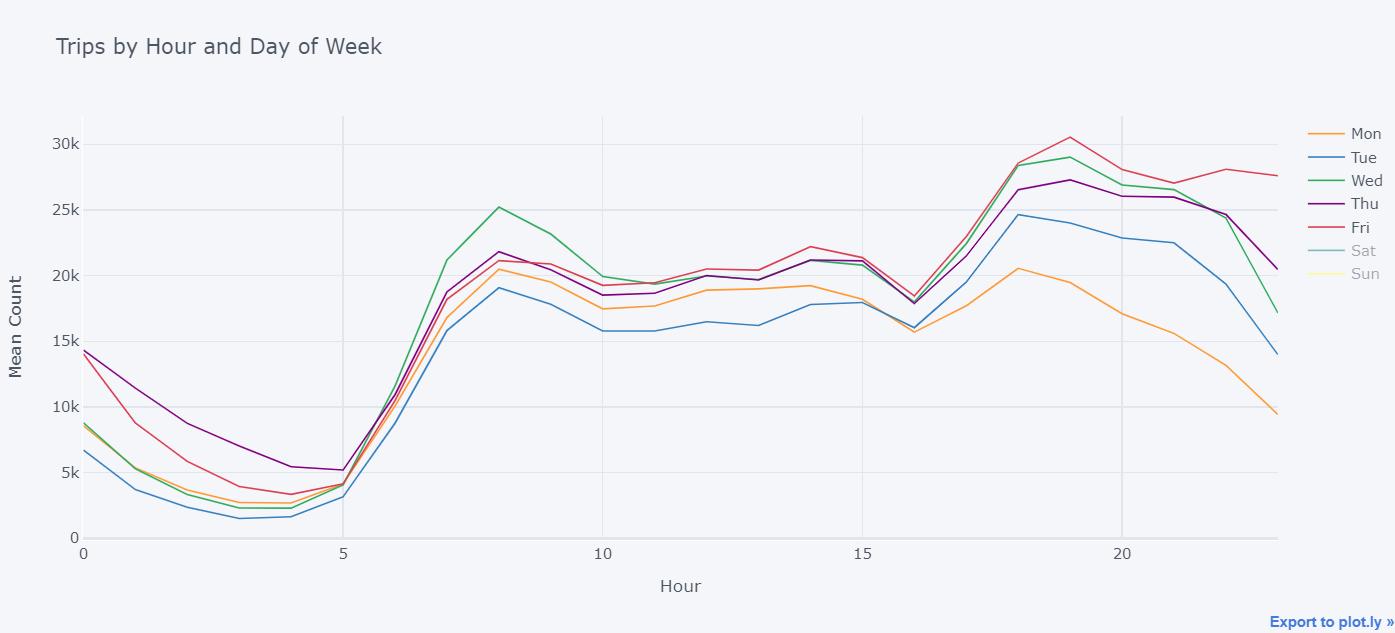 Trips by Hour and Day of Week
Mean Count
30k
25k
20k
15k
10k
5k
0
0 5 10 15 20
Hour
Mon
Tue
Wed
Thu
Fri
Sat
Sun
Export to plot.ly »